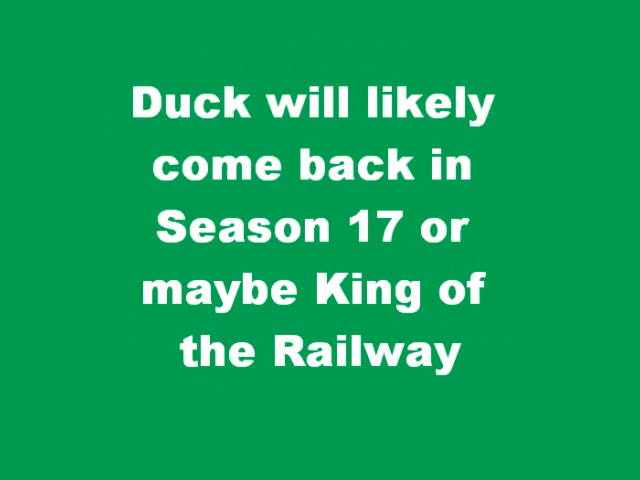 Duck will likely
come back in
Season 17 or
maybe King of
the Railway